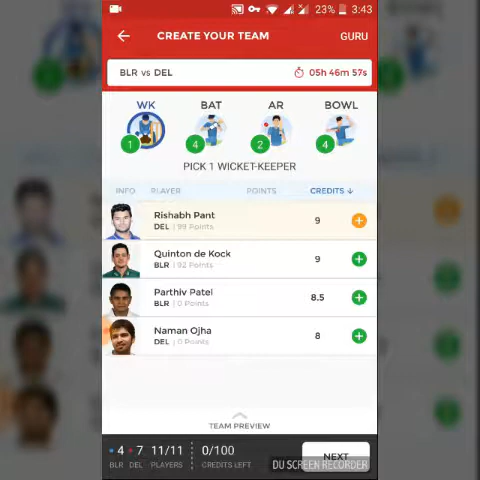 23% 3:43
CREATE YOUR TEAM GURU
BLR vs DEL 05h 46m 57s
WK BAT AR BOWL
1 4 2 4
PICK 1 WICKET-KEEPER
INFO PLAYER POINTS CREDITS ↓
Rishabh Pant 9
DEL | 99 Points
Quinton de Kock 9
BLR | 92 Points
Parthiv Patel 8.5
BLR | 0 Points
Naman Ojha 8
DEL | 0 Points
TEAM PREVIEW
4 7 11/11 0/100 NEXT
BLR DEL PLAYERS CREDITS LEFT
DU SCREEN RECORDER